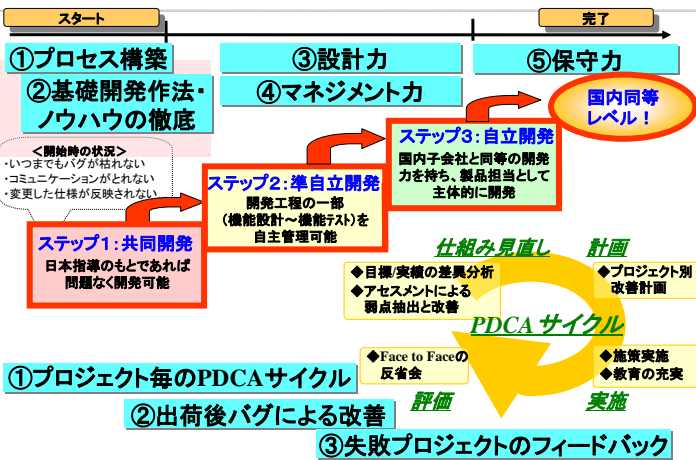 スタート
完了
①プロセス構築
②基礎開発作法・
ノウハウの徹底
③設計力
④マネジメント力
⑤保守力
＜開始時の状況＞
・いつまでもバグが枯れない
・コミュニケーションがとれない
・変更した仕様が反映されない
ステップ１：共同開発
日本指導のもとであれば
問題なく開発可能
ステップ２：準自立開発
開発工程の一部
（機能設計～機能テスト）を
自主管理可能
ステップ３：自立開発
国内子会社と同等の開発
力を持ち、製品担当として
主体的に開発
国内同等
レベル！
仕組み見直し
計画
◆目標/実績の差異分析
◆アセスメントによる
弱点抽出と改善
◆プロジェクト別
改善計画
PDCAサイクル
◆Face to Faceの
反省会
◆施策実施
◆教育の充実
評価
実施
①プロジェクト毎のPDCAサイクル
②出荷後バグによる改善
③失敗プロジェクトのフィードバック